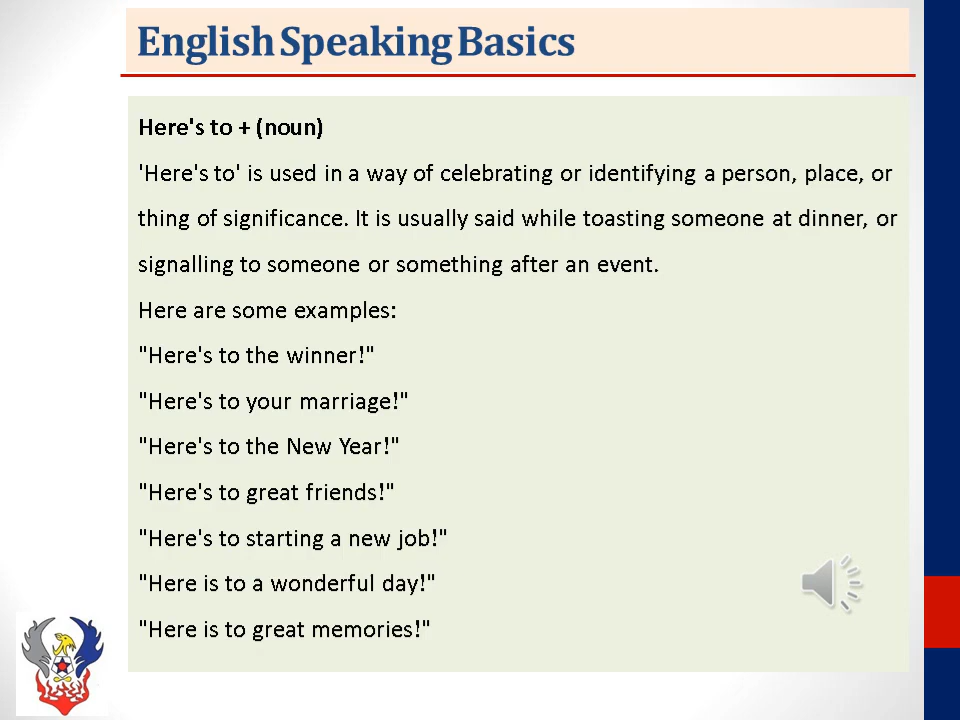 English Speaking Basics
Here's to + (noun)
'Here's to' is used in a way of celebrating or identifying a person, place, or
thing of significance. It is usually said while toasting someone at dinner, or
signalling to someone or something after an event.
Here are some examples:
"Here's to the winner!"
"Here's to your marriage!"
"Here's to the New Year!"
"Here's to great friends!"
"Here's to starting a new job!"
"Here is to a wonderful day!"
"Here is to great memories!"